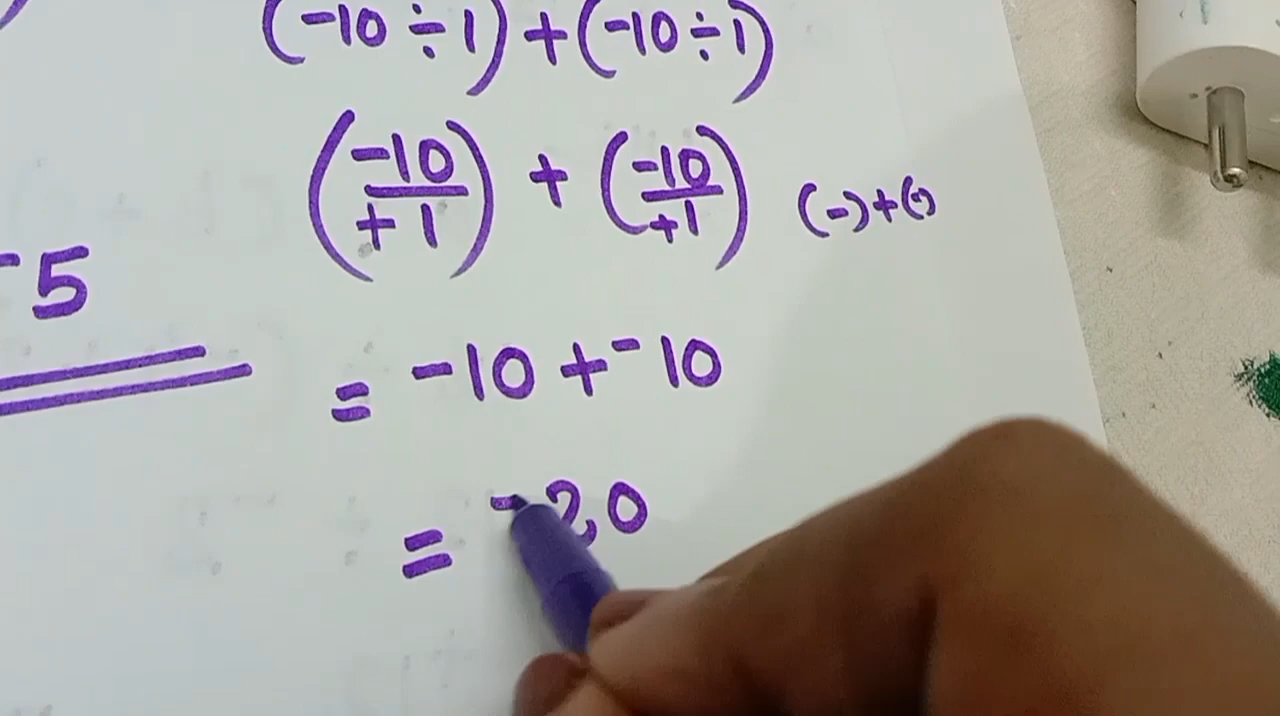 (-10 ÷ 1) + (-10 ÷ 1)
(-10/+1) + (-10/+1) (-)+(-)
-5
= -10 + -10
= -20